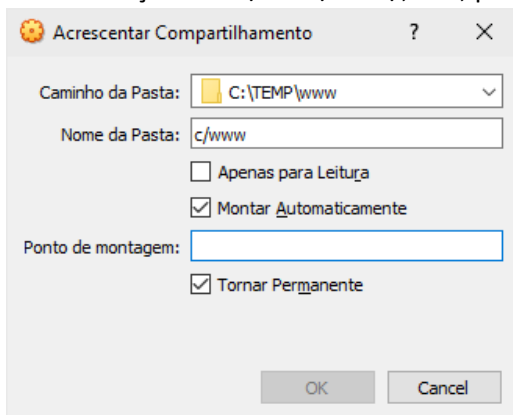 Acrescentar Compartilhamento ? ×
Caminho da Pasta: C:\TEMP\www
Nome da Pasta: c/www
Apenas para Leitura
Montar Automaticamente
Ponto de montagem:
Tornar Permanente
OK Cancel